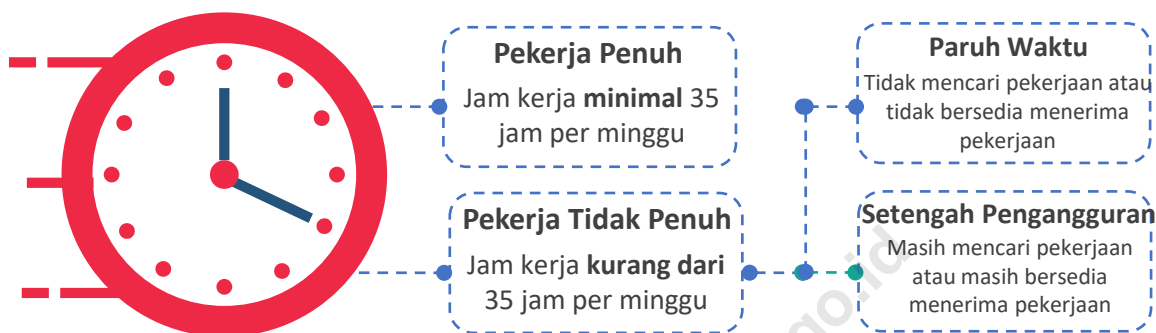 Pekerja Penuh
Jam kerja minimal 35
jam per minggu
Pekerja Tidak Penuh
Jam kerja kurang dari
35 jam per minggu
Paruh Waktu
Tidak mencari pekerjaan atau
tidak bersedia menerima
pekerjaan
Setengah Pengangguran
Masih mencari pekerjaan
atau masih bersedia
menerima pekerjaan
go.id